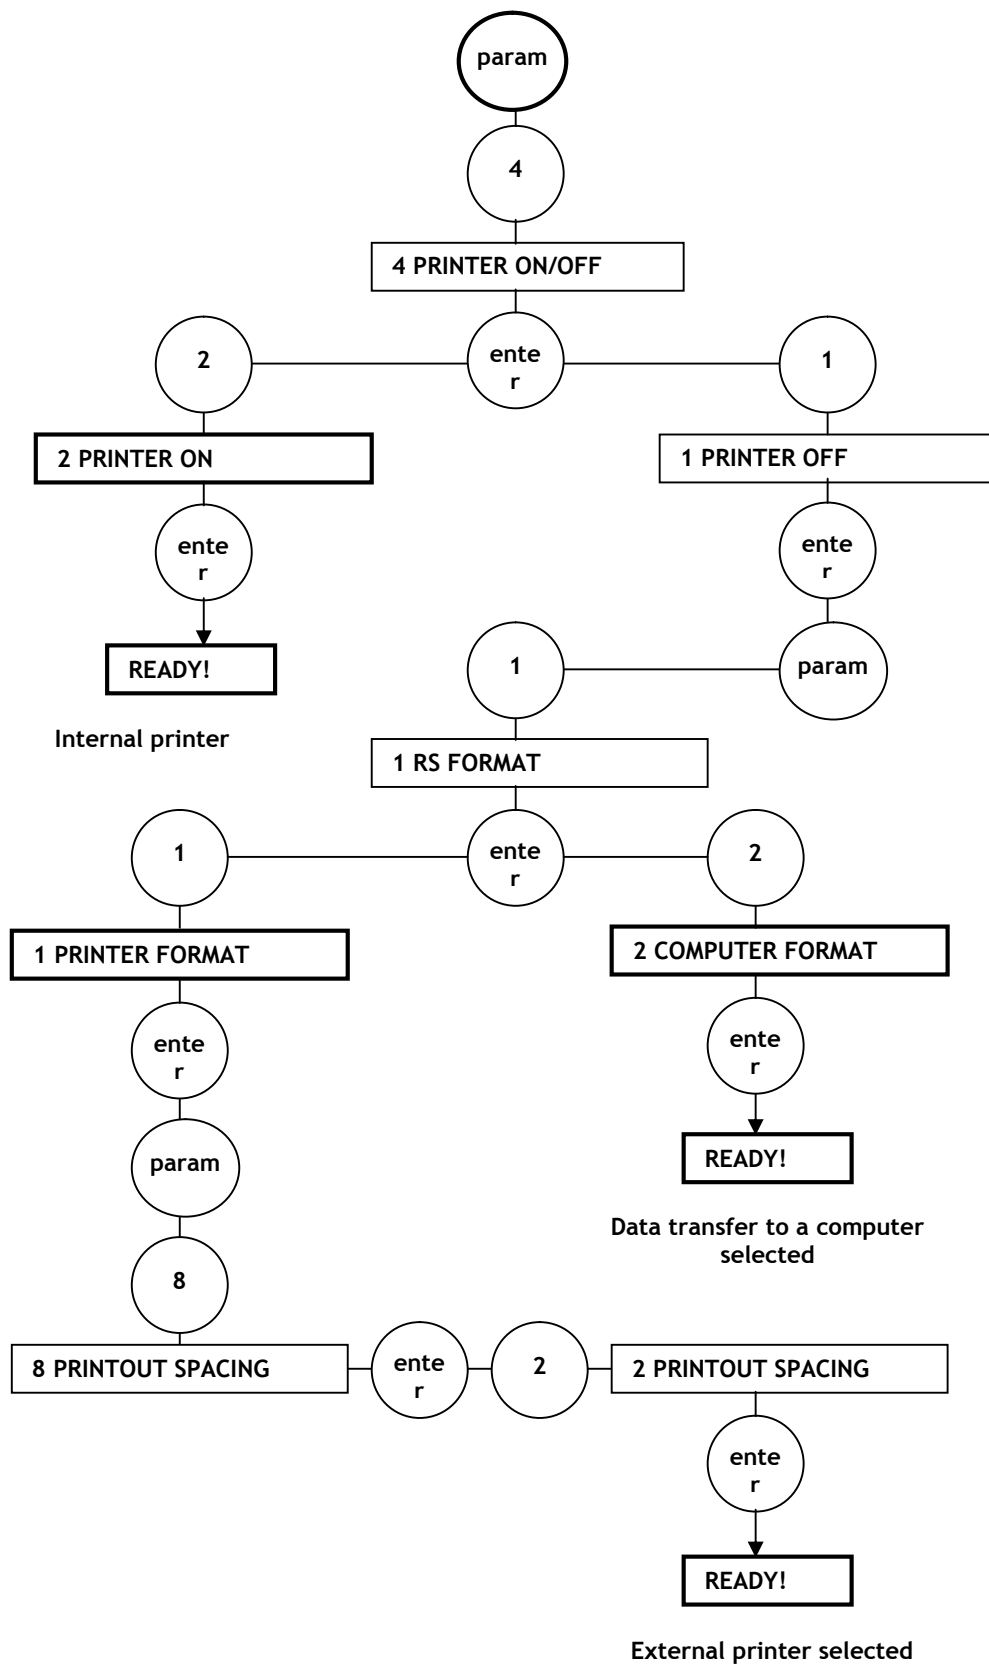 param
4
4 PRINTER ON/OFF
2
ente
r
1
2 PRINTER ON
1 PRINTER OFF
ente
r
ente
r
READY!
1
param
Internal printer
1 RS FORMAT
1
ente
r
2
1 PRINTER FORMAT
2 COMPUTER FORMAT
ente
r
ente
r
param
READY!
Data transfer to a computer
selected
8
8 PRINTOUT SPACING
ente
r
2
2 PRINTOUT SPACING
ente
r
READY!
External printer selected